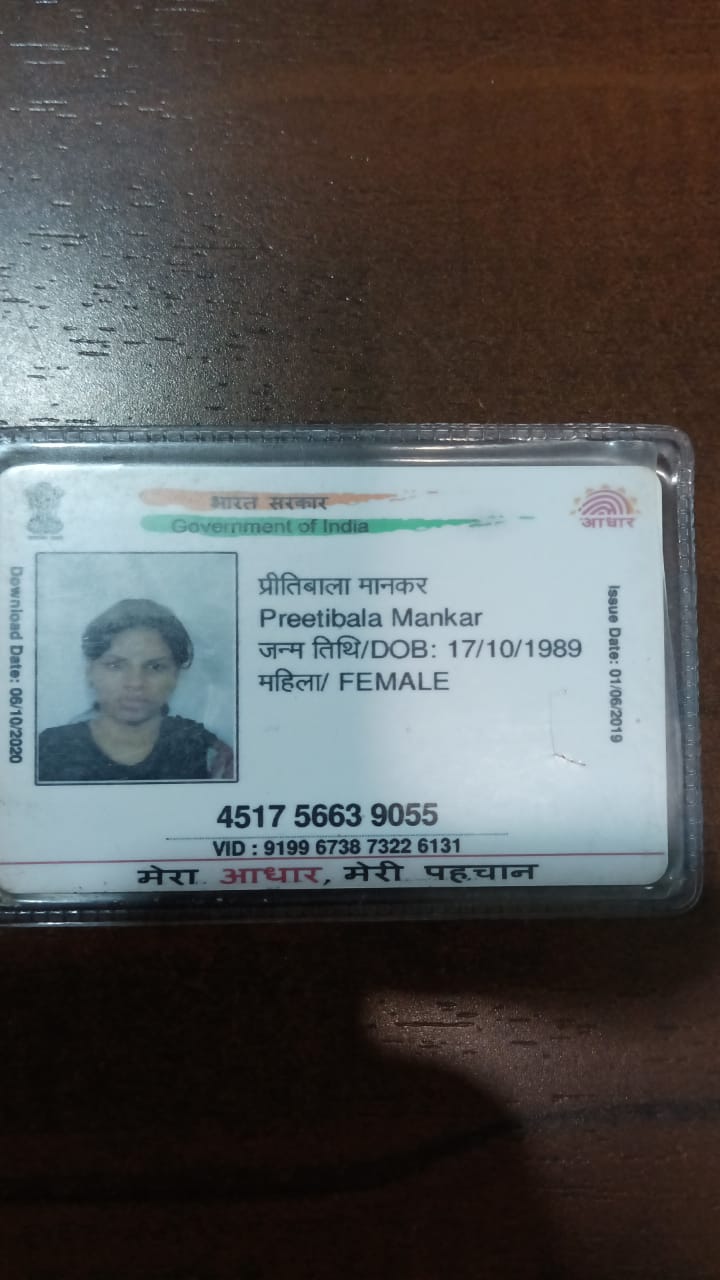 भारत सरकार
Government of India
आधार
प्रीतिबाला मानकर
Preetibala Mankar
जन्म तिथि/DOB: 17/10/1989
महिला/ FEMALE
Download Date: 06/10/2020
Issue Date: 01/06/2019
4517 5663 9055
VID : 9199 6738 7322 6131
मेरा आधार, मेरी पहचान